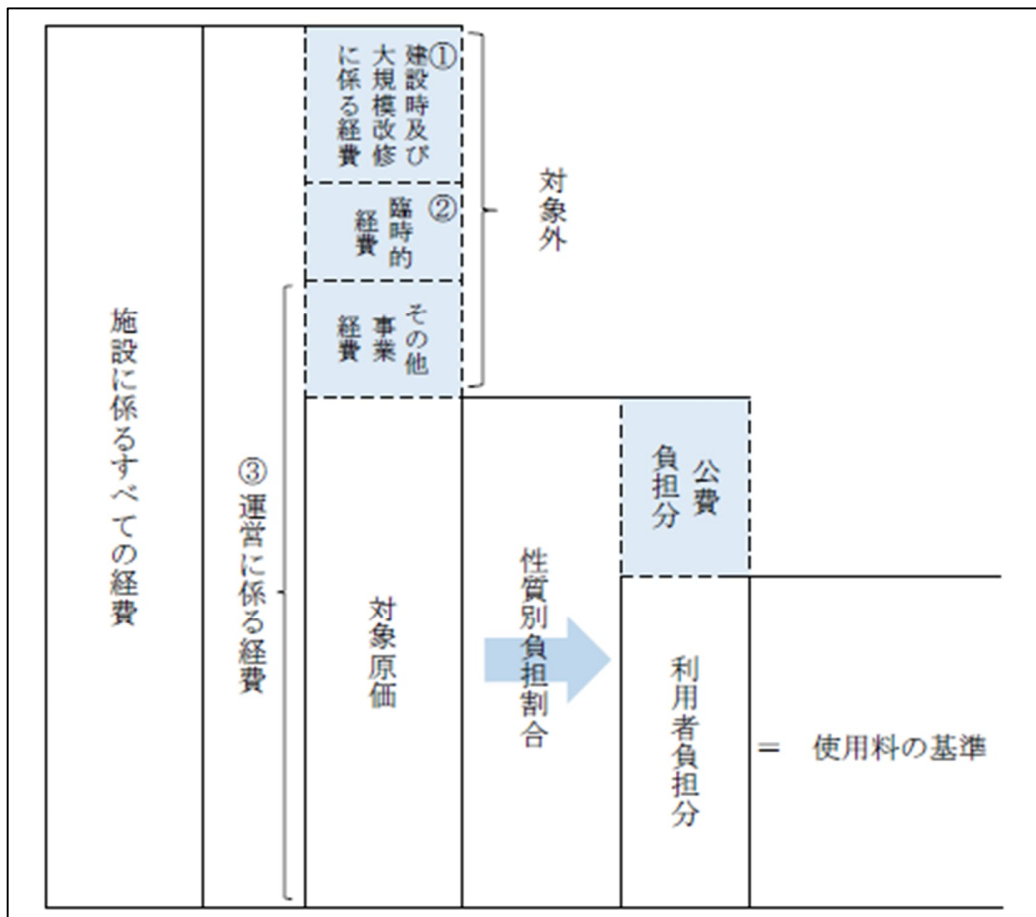 施設に係るすべての経費
③運営に係る経費
①
建設時及び
大規模改修
に係る経費
②
臨時的
経費
その他
事業
経費
対象外
対象原価
性質別負担割合
公費
負担分
利用者負担分
＝ 使用料の基準